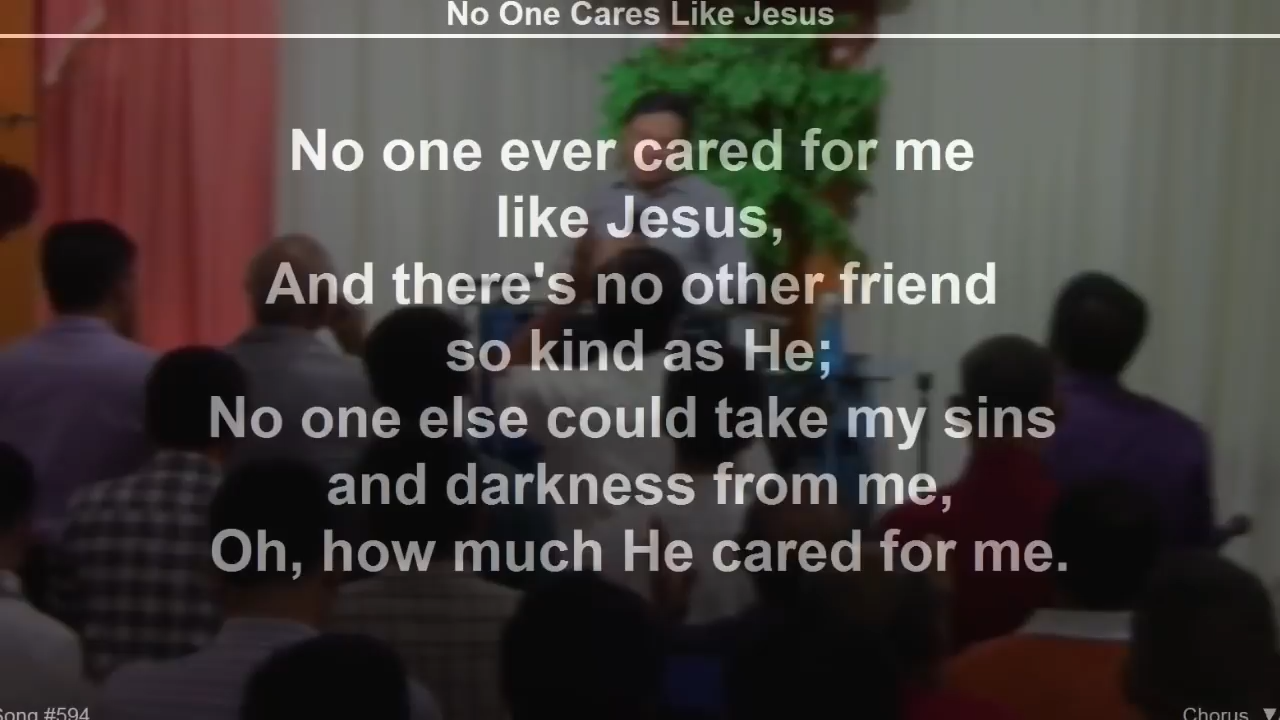 No One Cares Like Jesus
No one ever cared for me
like Jesus,
And there's no other friend
so kind as He;
No one else could take my sins
and darkness from me,
Oh, how much He cared for me.
Song #594
Chorus ▼